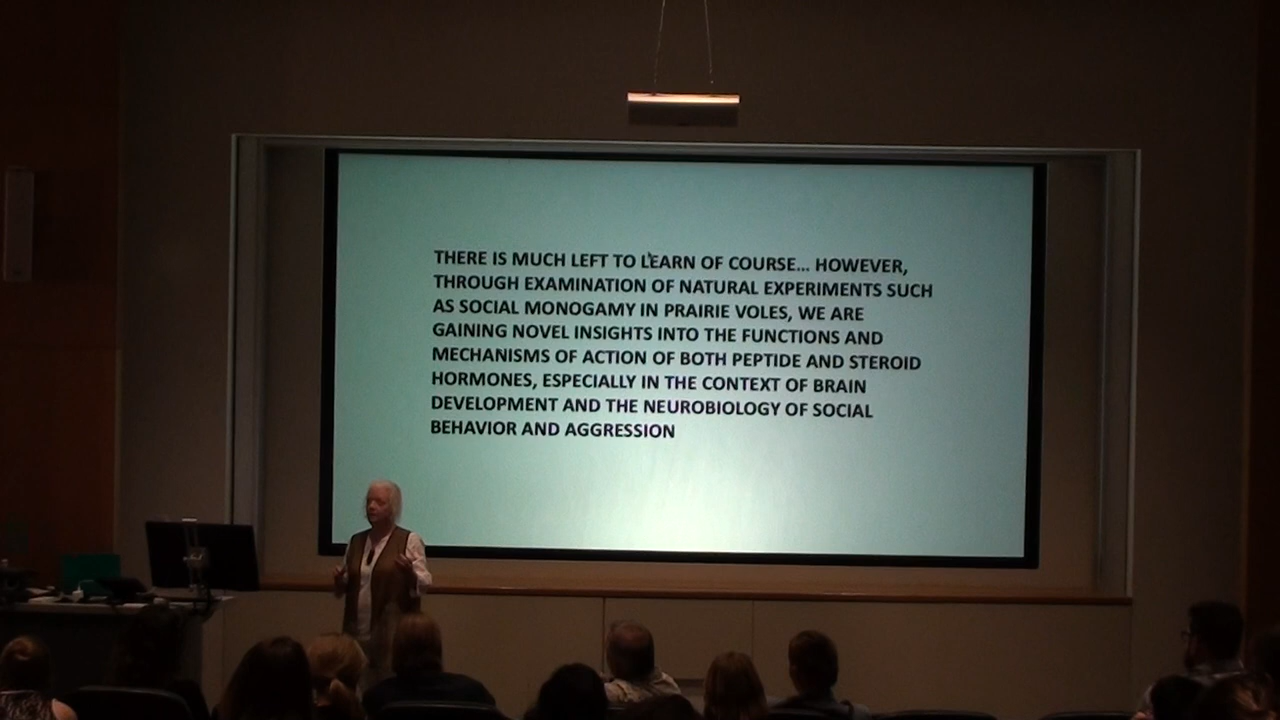 THERE IS MUCH LEFT TO LEARN OF COURSE... HOWEVER,
THROUGH EXAMINATION OF NATURAL EXPERIMENTS SUCH
AS SOCIAL MONOGAMY IN PRAIRIE VOLES, WE ARE
GAINING NOVEL INSIGHTS INTO THE FUNCTIONS AND
MECHANISMS OF ACTION OF BOTH PEPTIDE AND STEROID
HORMONES, ESPECIALLY IN THE CONTEXT OF BRAIN
DEVELOPMENT AND THE NEUROBIOLOGY OF SOCIAL
BEHAVIOR AND AGGRESSION